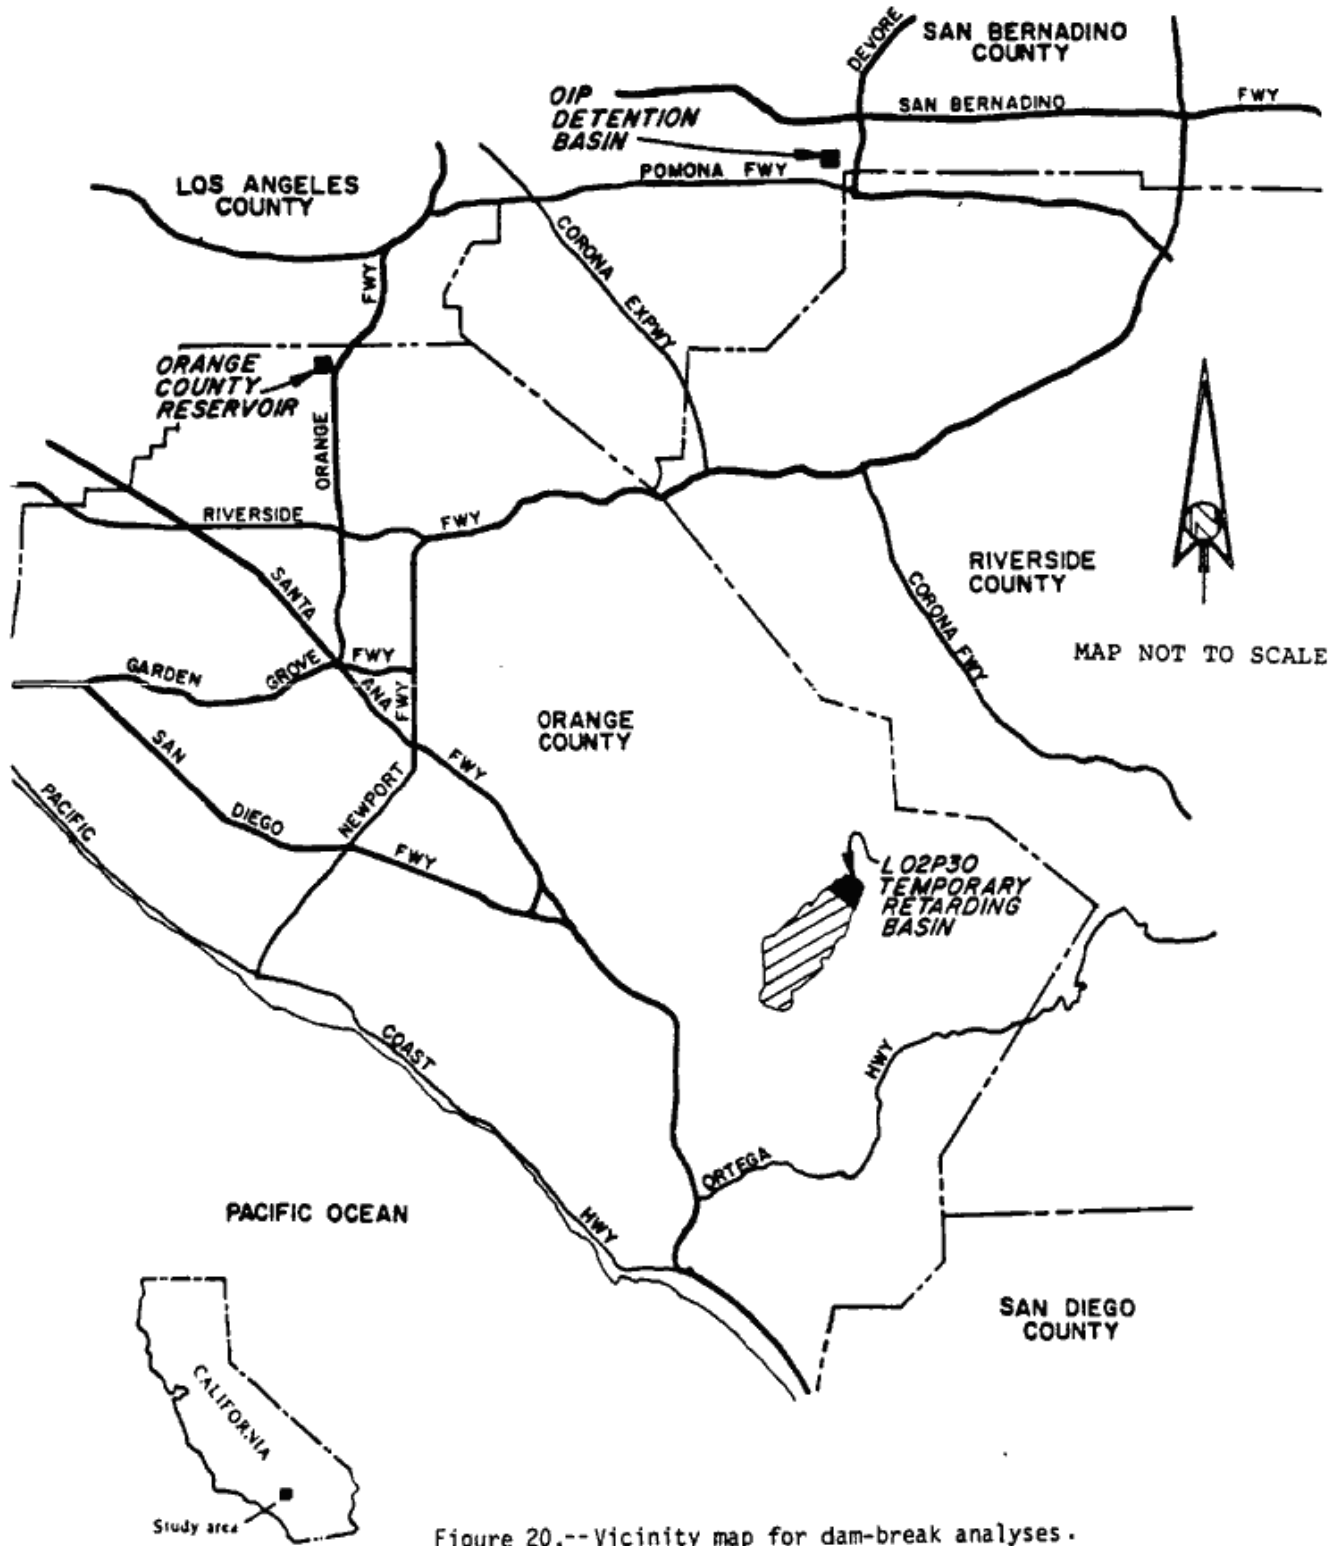 DEVORE
SAN BERNADINO
COUNTY
OIP
DETENTION
BASIN
SAN BERNADINO
FWY
LOS ANGELES
COUNTY
POMONA FWY
CORONA
EXPWY
FWY
ORANGE
COUNTY
RESERVOIR
ORANGE
RIVERSIDE
FWY
RIVERSIDE
COUNTY
CORONA FWY
N
MAP NOT TO SCALE
SANTA
ANA
FWY
GARDEN
GROVE
FWY
FWY
NEWPORT
ORANGE
COUNTY
SAN
DIEGO
FWY
PACIFIC
COAST
HWY
L02P30
TEMPORARY
RETARDING
BASIN
HWY
ORTEGA
PACIFIC OCEAN
SAN DIEGO
COUNTY
CALIFORNIA
Study area
Figure 20.--Vicinity map for dam-break analyses.